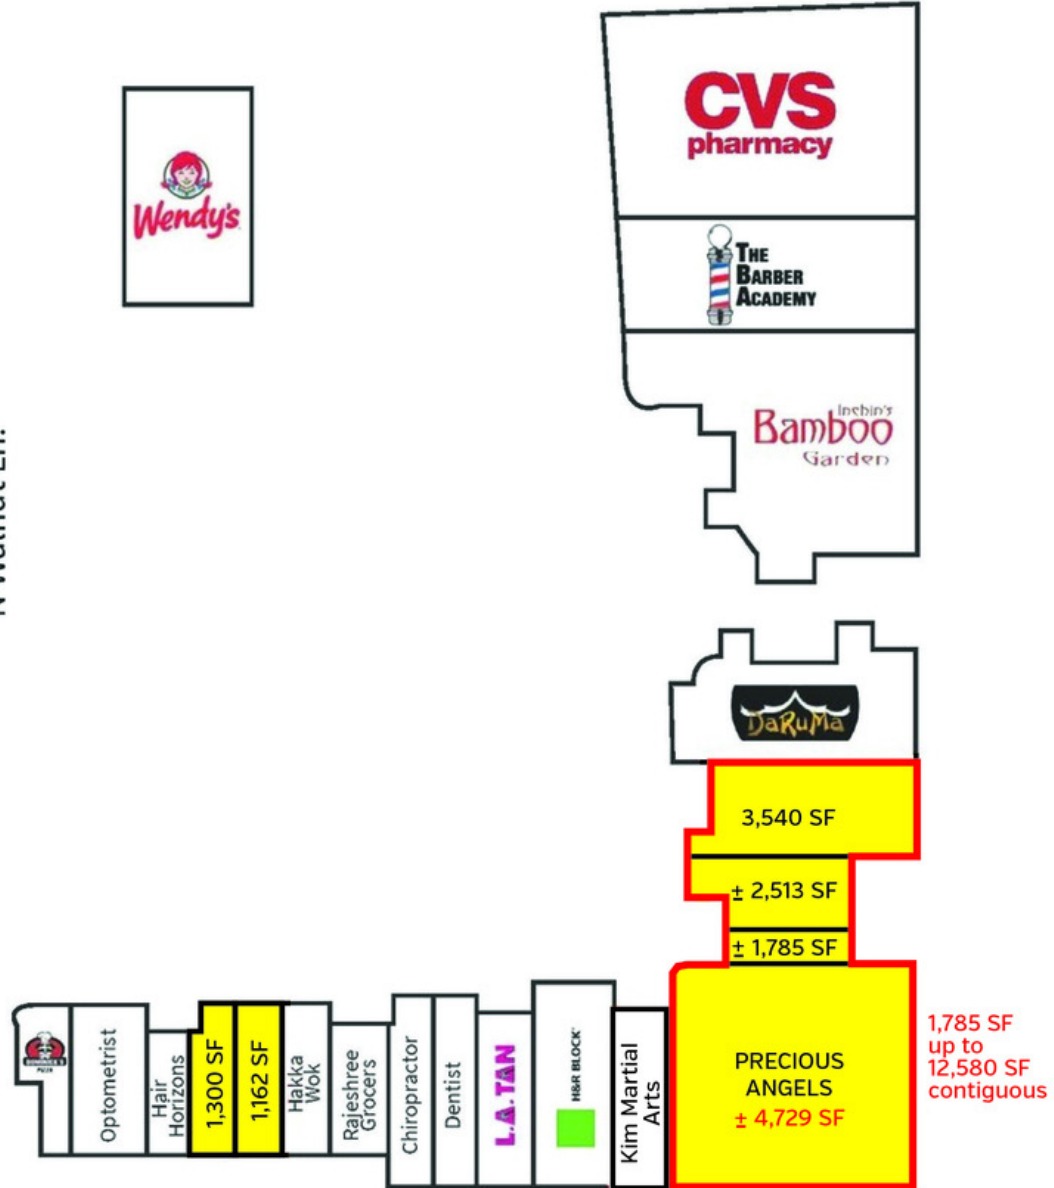 CVS
pharmacy
Wendy's
THE
BARBER
ACADEMY
Inchin's
Bamboo
Garden
N Walnut Ln.
DaRuMa
3,540 SF
± 2,513 SF
± 1,785 SF
PRECIOUS
ANGELS
± 4,729 SF
1,785 SF
up to
12,580 SF
contiguous
Optometrist
Hair
Horizons
1,300 SF
1,162 SF
Hakka
Wok
Rajeshree
Grocers
Chiropractor
Dentist
L.A. TAN
H&R BLOCK
Kim Martial
Arts